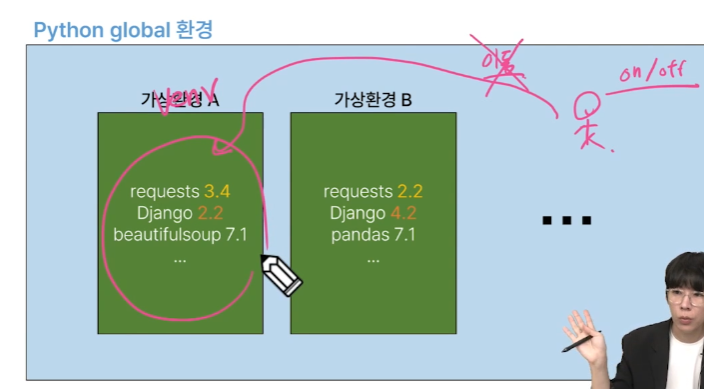 Python global 환경
이동
on/off
가상환경 A
venv
가상환경 B
requests 3.4
Django 2.2
beautifulsoup 7.1
...
requests 2.2
Django 4.2
pandas 7.1
...
...